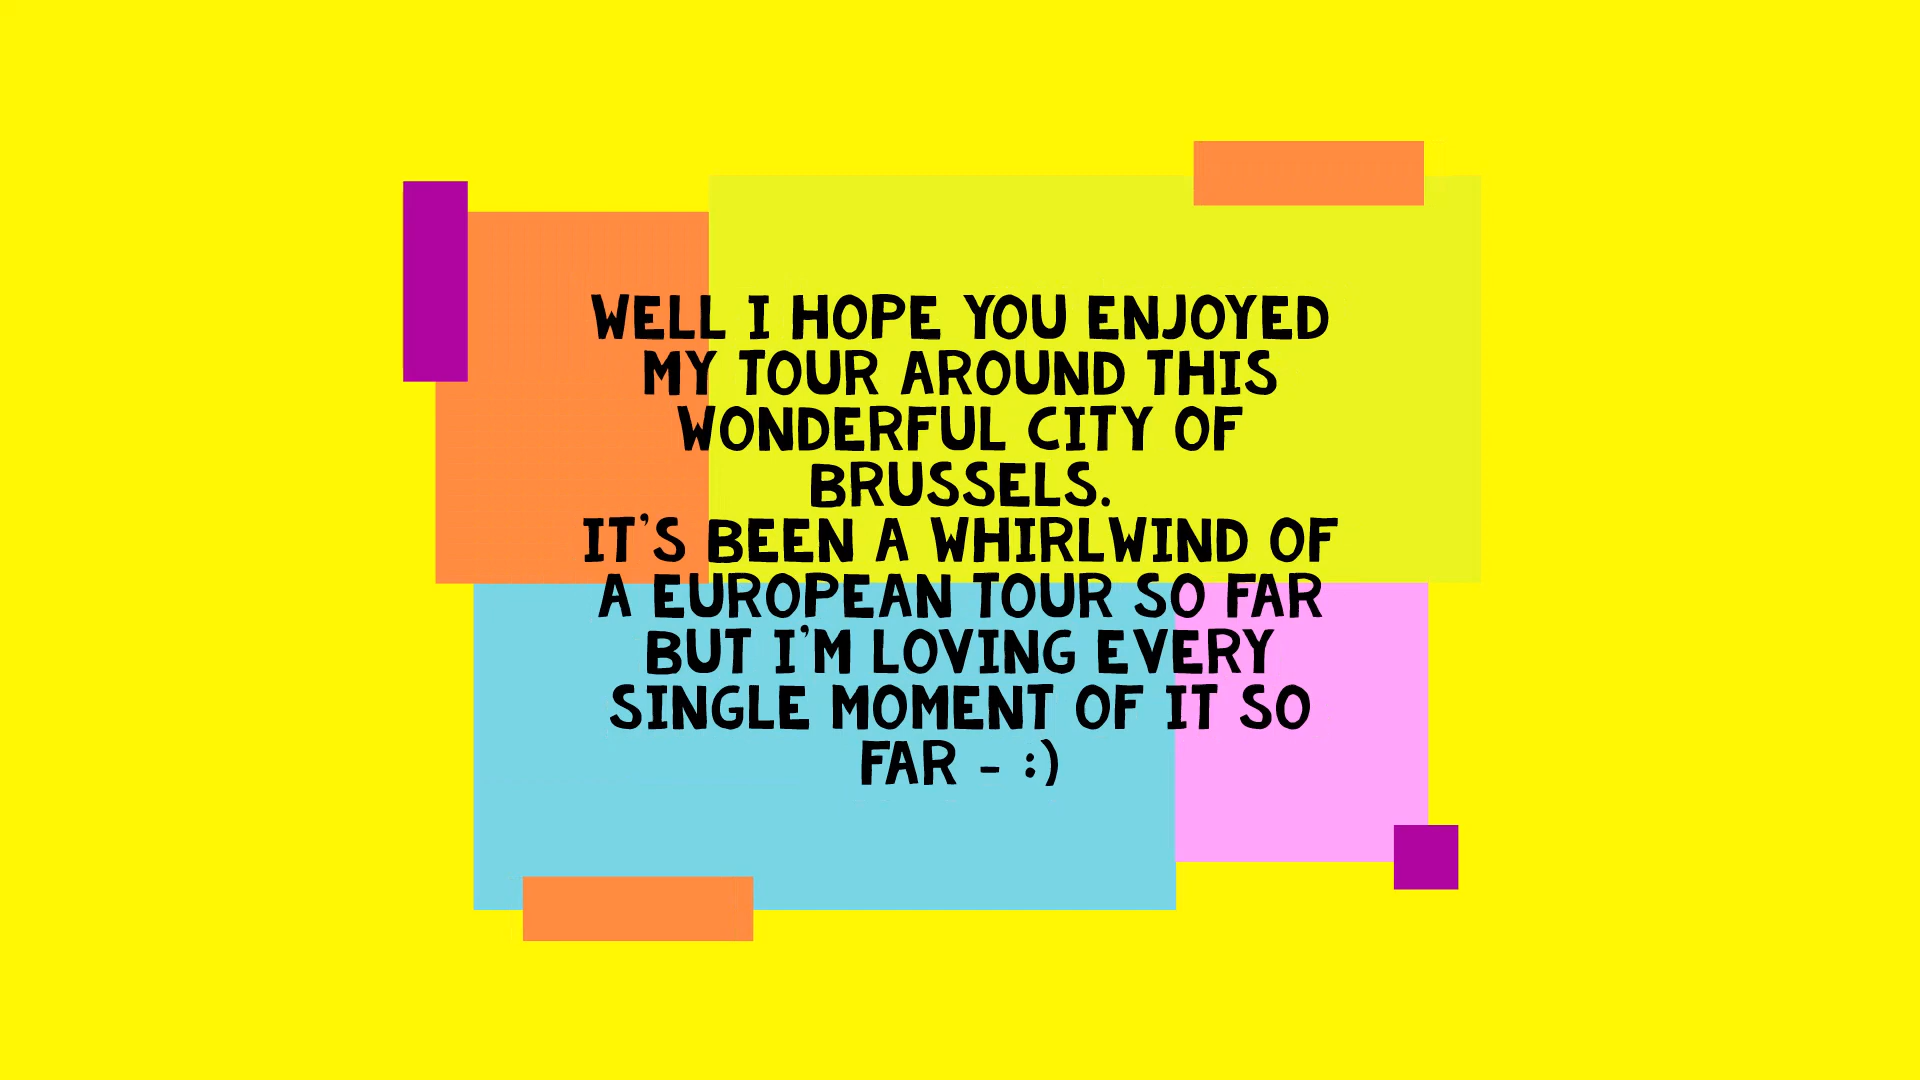 WELL I HOPE YOU ENJOYED
MY TOUR AROUND THIS
WONDERFUL CITY OF
BRUSSELS.
IT'S BEEN A WHIRLWIND OF
A EUROPEAN TOUR SO FAR
BUT I'M LOVING EVERY
SINGLE MOMENT OF IT SO
FAR - :)